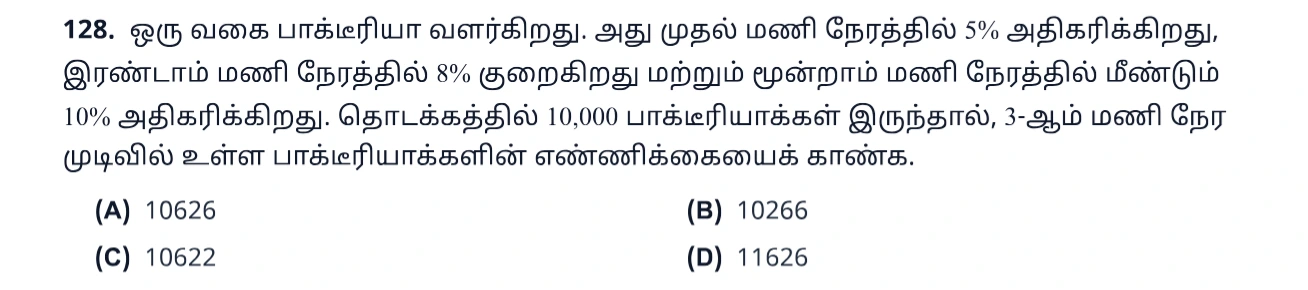 128. ஒரு வகை பாக்டீரியா வளர்கிறது. அது முதல் மணி நேரத்தில் 5% அதிகரிக்கிறது,
இரண்டாம் மணி நேரத்தில் 8% குறைகிறது மற்றும் மூன்றாம் மணி நேரத்தில் மீண்டும்
10% அதிகரிக்கிறது. தொடக்கத்தில் 10,000 பாக்டீரியாக்கள் இருந்தால், 3-ஆம் மணி நேர
முடிவில் உள்ள பாக்டீரியாக்களின் எண்ணிக்கையைக் காண்க.
(A) 10626 (B) 10266
(C) 10622 (D) 11626